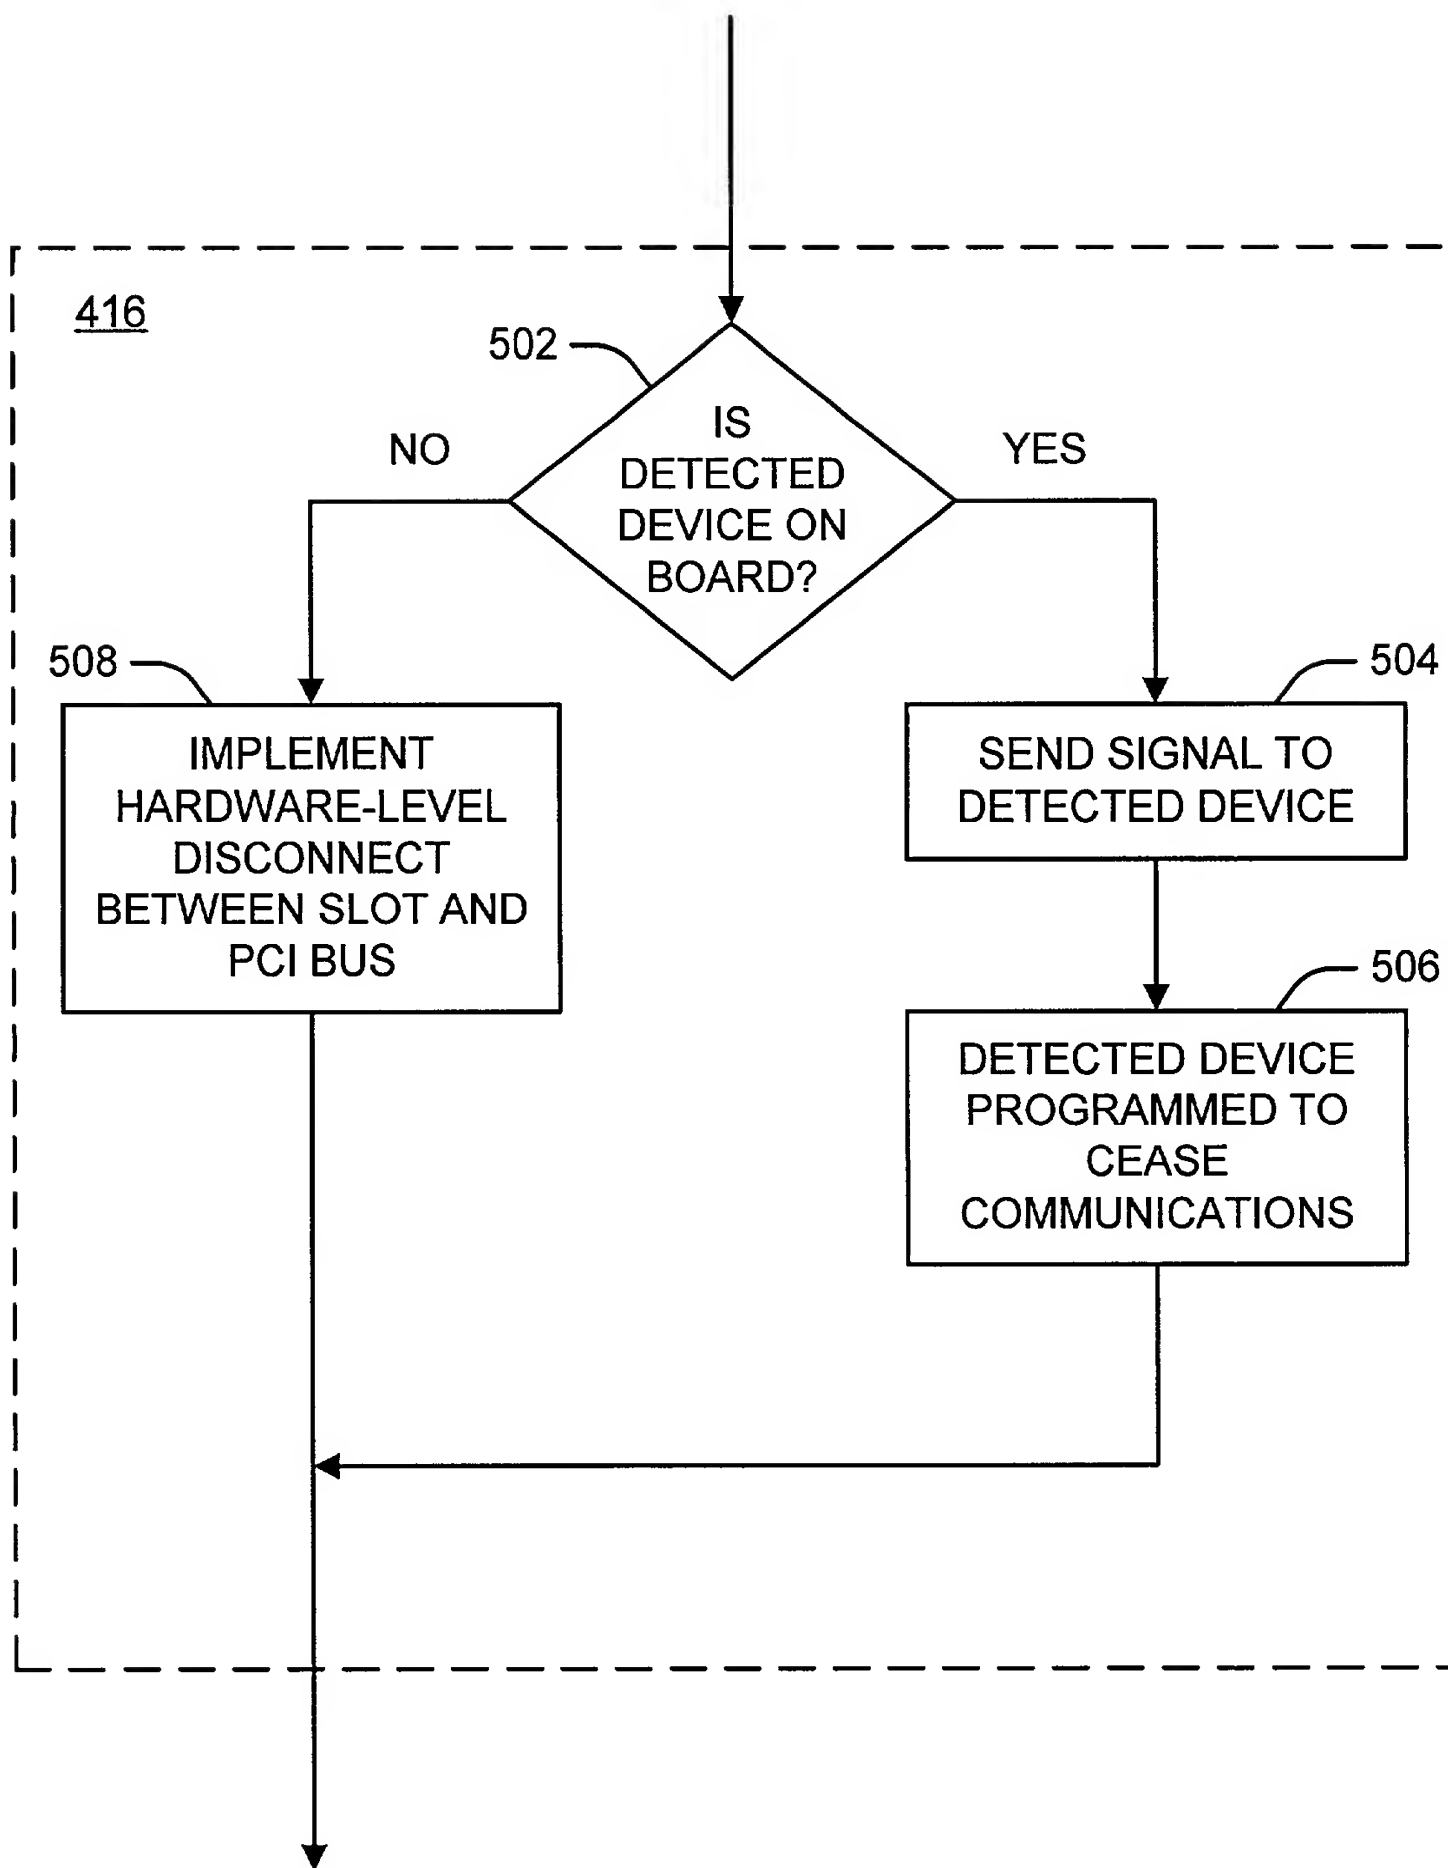 416
502
IS
DETECTED
DEVICE ON
BOARD?
NO
YES
508
IMPLEMENT
HARDWARE-LEVEL
DISCONNECT
BETWEEN SLOT AND
PCI BUS
504
SEND SIGNAL TO
DETECTED DEVICE
506
DETECTED DEVICE
PROGRAMMED TO
CEASE
COMMUNICATIONS